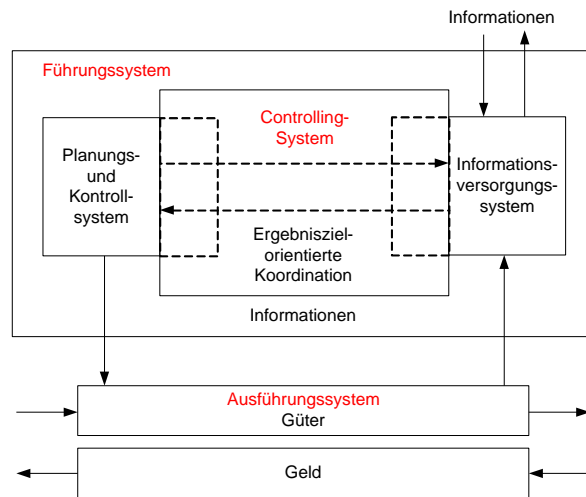 Informationen
Führungssystem
Controlling-
System
Planungs-
und
Kontroll-
system
Informations-
versorgungs-
system
Ergebnisziel-
orientierte
Koordination
Informationen
Ausführungssystem
Güter
Geld